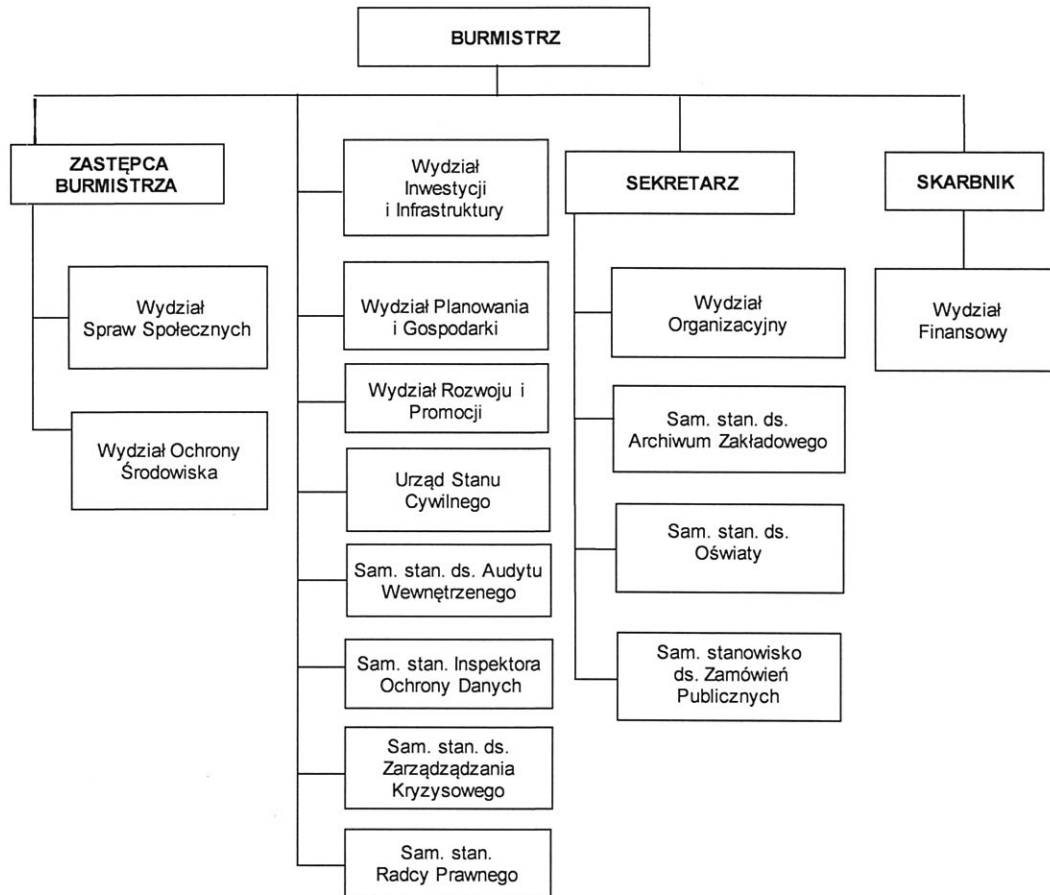 BURMISTRZ
ZASTĘPCA
BURMISTRZA
Wydział
Spraw Społecznych
Wydział Ochrony
Środowiska
Wydział
Inwestycji
i Infrastruktury
Wydział Planowania
i Gospodarki
Wydział Rozwoju i
Promocji
Urząd Stanu
Cywilnego
Sam. stan. ds. Audytu
Wewnętrzenego
Sam. stan. Inspektora
Ochrony Danych
Sam. stan. ds.
Zarządządzania
Kryzysowego
Sam. stan.
Radcy Prawnego
SEKRETARZ
Wydział
Organizacyjny
Sam. stan. ds.
Archiwum Zakładowego
Sam. stan. ds.
Oświaty
Sam. stanowisko
ds. Zamówień
Publicznych
SKARBNIK
Wydział
Finansowy